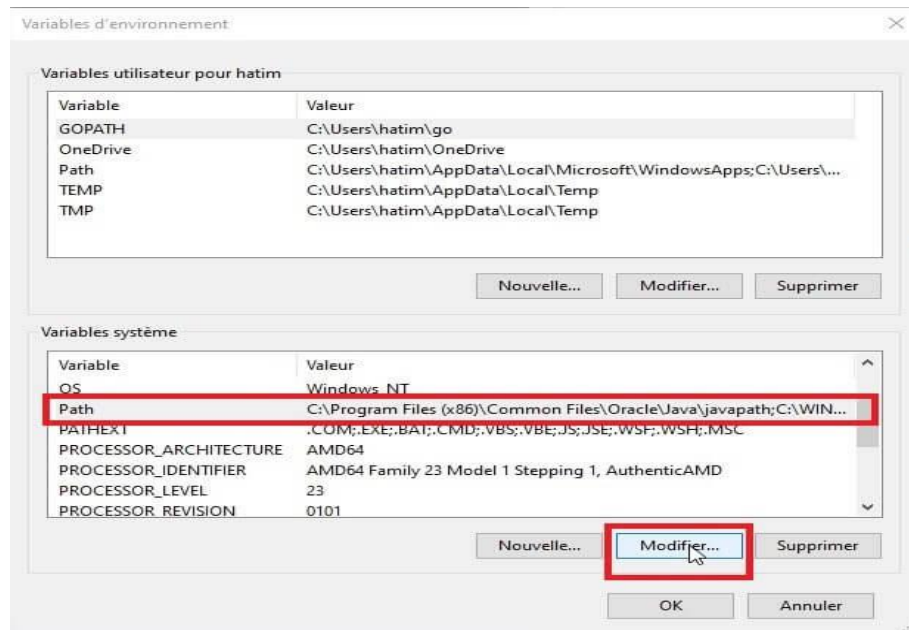 Variables d'environnement
Variables utilisateur pour hatim
Variable Valeur
GOPATH C:\Users\hatim\go
OneDrive C:\Users\hatim\OneDrive
Path C:\Users\hatim\AppData\Local\Microsoft\WindowsApps;C:\Users\...
TEMP C:\Users\hatim\AppData\Local\Temp
TMP C:\Users\hatim\AppData\Local\Temp
Nouvelle... Modifier... Supprimer
Variables système
Variable Valeur
OS Windows_NT
Path C:\Program Files (x86)\Common Files\Oracle\Java\javapath;C:\WIN...
PATHEXT .COM;.EXE;.BAT;.CMD;.VBS;.VBE;.JS;.JSE;.WSF;.WSH;.MSC
PROCESSOR_ARCHITECTURE AMD64
PROCESSOR_IDENTIFIER AMD64 Family 23 Model 1 Stepping 1, AuthenticAMD
PROCESSOR_LEVEL 23
PROCESSOR_REVISION 0101
Nouvelle... Modifier... Supprimer
OK Annuler